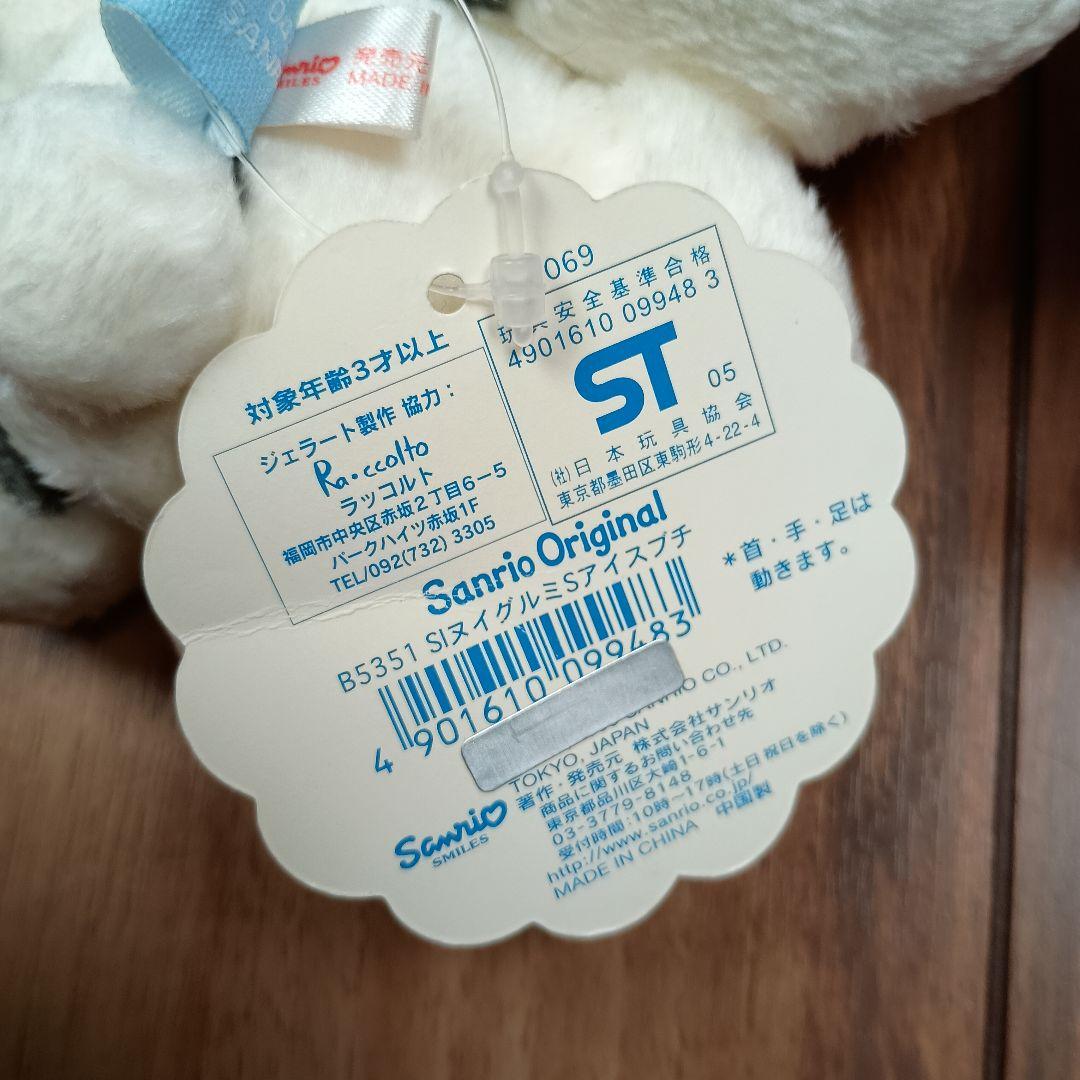 SAN
Sanrio 発売元
SMILES MADE
069
対象年齢3才以上
ジェラート製作 協力:
Ra・ccolto
ラッコルト
福岡市中央区赤坂2丁目6-5
パークハイツ赤坂1F
TEL/092(732) 3305
玩具安全基準合格
4901610 09948 3
ST
05
(社)日本玩具協会
東京都墨田区東駒形4-22-4
Sanrio Original
B5351 SIヌイグルミSアイスプチ
4 901610 099483
*首・手・足は
動きます。
SANRIO CO., LTD.
TOKYO, JAPAN
著作・発売元 株式会社サンリオ
商品に関するお問い合わせ先
東京都品川区大崎1-6-1
03-3779-8148
受付時間:10時~17時(土日 祝日を除く)
http://www.sanrio.co.jp/
MADE IN CHINA 中国製
Sanrio
SMILES